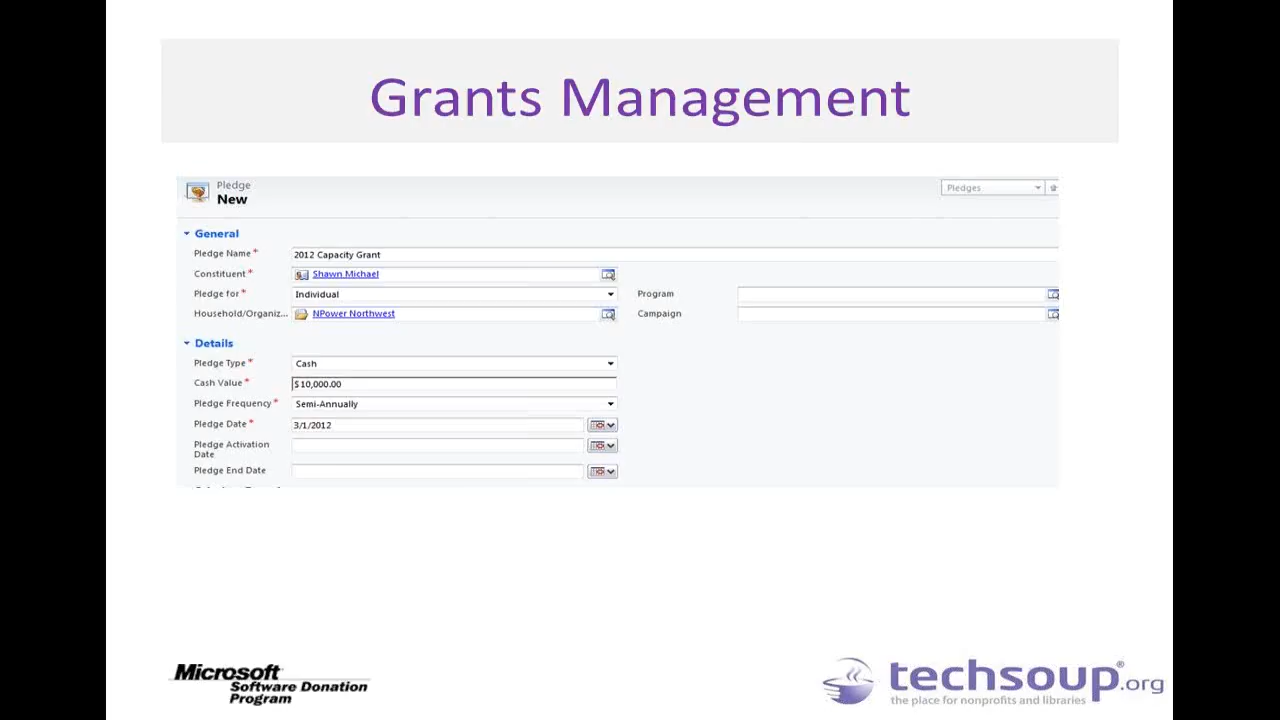 Grants Management
Pledge
New
Pledges
General
Pledge Name *
2012 Capacity Grant
Constituent *
Shawn Michael
Pledge for *
Individual
Program
Household/Organiz...
NPower Northwest
Campaign
Details
Pledge Type *
Cash
Cash Value *
$10,000.00
Pledge Frequency *
Semi-Annually
Pledge Date *
3/1/2012
Pledge Activation
Date
Pledge End Date
Microsoft
Software Donation
Program
techsoup®.org
the place for nonprofits and libraries